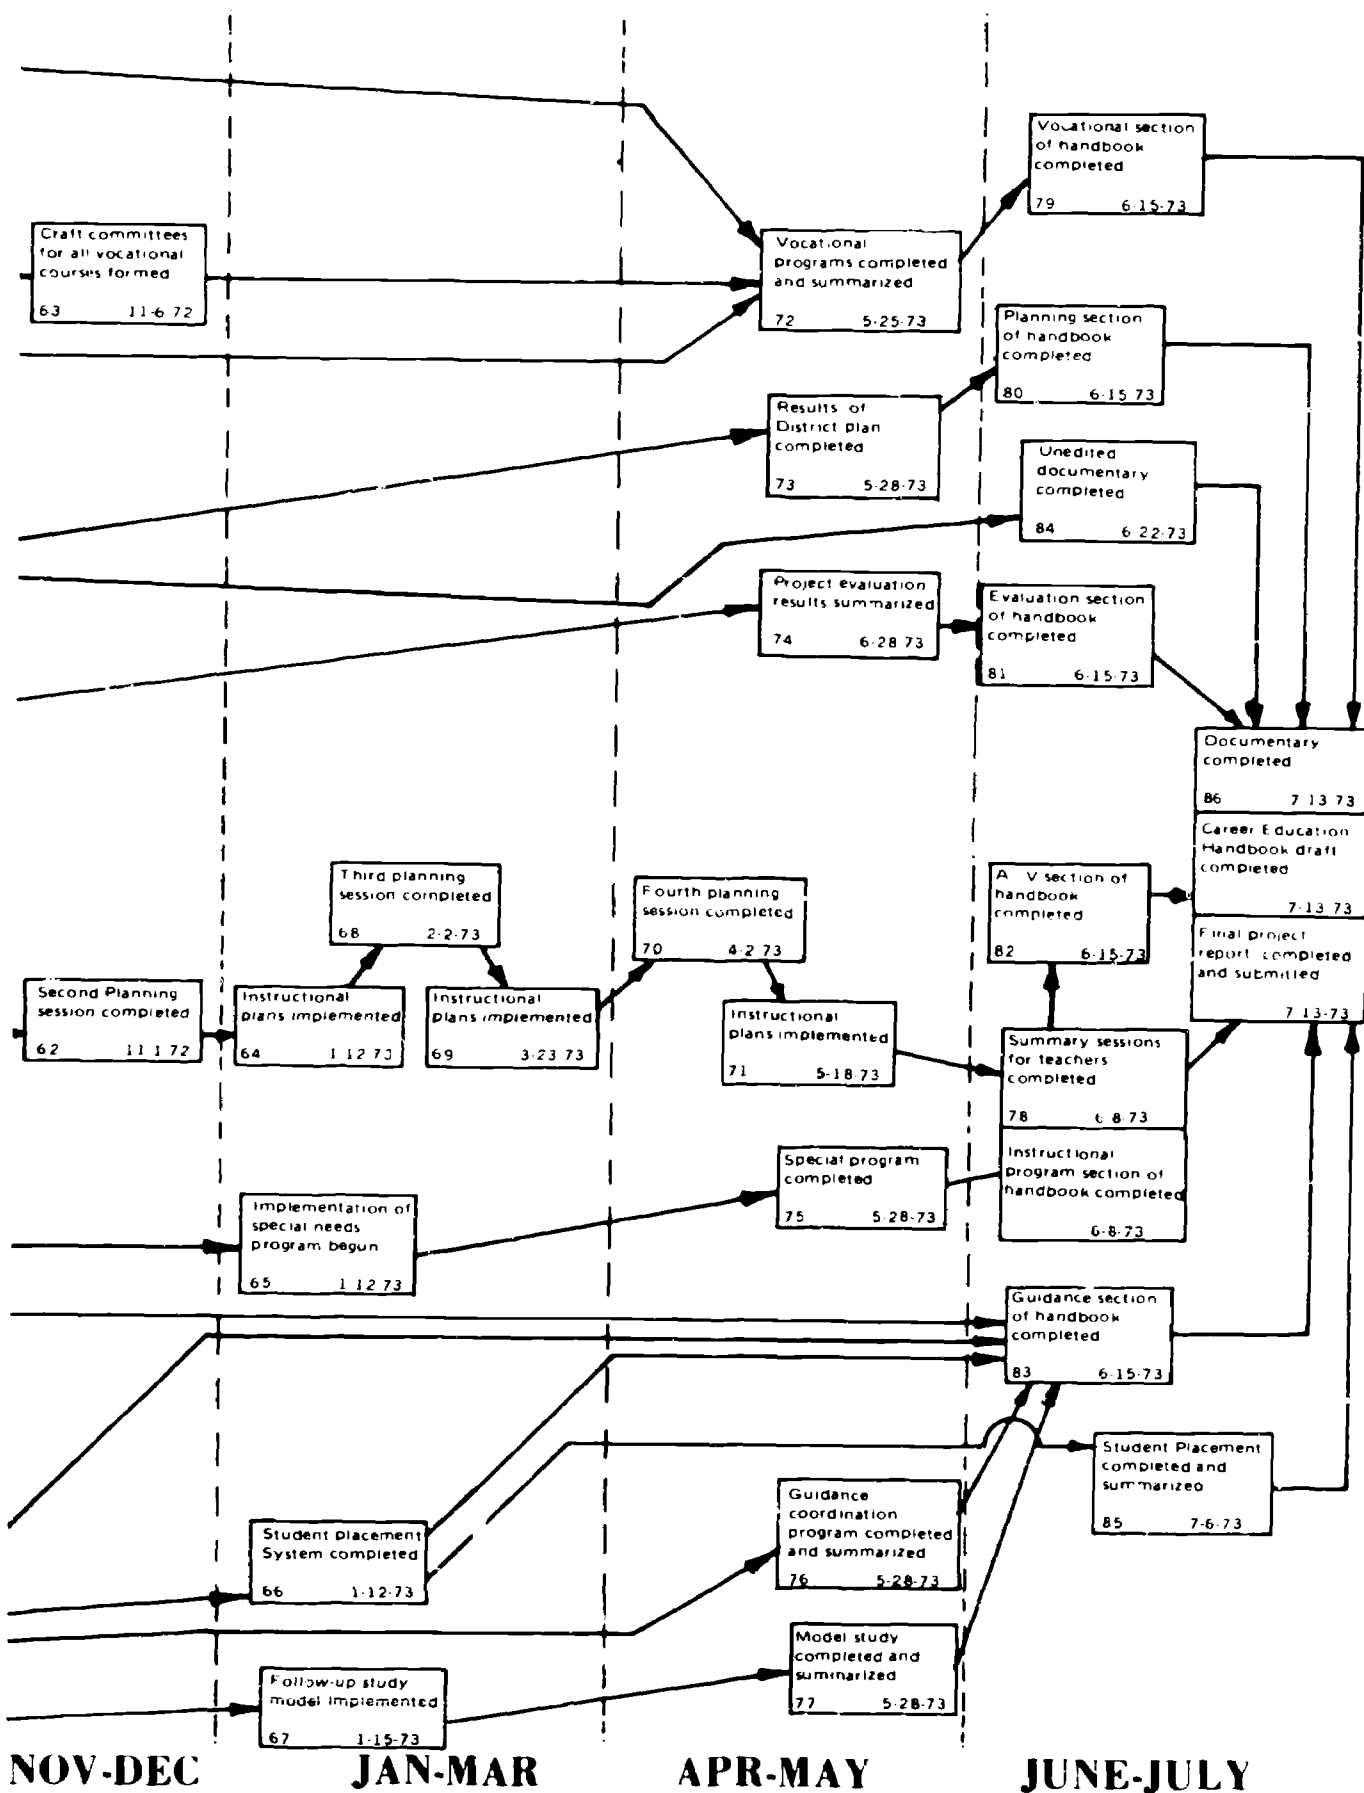 Vocational section
of handbook
completed
79 6-15-73
Craft committees
for all vocational
courses formed
63 11-6 72
Vocational
programs completed
and summarized
72 5-25-73
Planning section
of handbook
completed
80 6-15 73
Results of
District plan
completed
73 5-28-73
Unedited
documentary
completed
84 6 22-73
Project evaluation
results summarized
74 6-28 73
Evaluation section
of handbook
completed
81 6-15-73
Documentary
completed
86 7 13 73
Career Education
Handbook draft
completed
7-13 73
Final project
report completed
and submitted
7 13-73
Third planning
session completed
68 2-2-73
Fourth planning
session completed
70 4-2 73
A V section of
handbook
completed
82 6-15-73
Second Planning
session completed
62 11-1 72
Instructional
plans implemented
64 1 12 73
Instructional
plans implemented
69 3-23 73
Instructional
plans implemented
71 5-18-73
Summary sessions
for teachers
completed
78 6 8-73
Instructional
program section of
handbook completed
6-8-73
Special program
completed
75 5-28-73
Implementation of
special needs
program begun
65 1 12 73
Guidance section
of handbook
completed
83 6-15-73
Student Placement
completed and
summarized
85 7-6-73
Guidance
coordination
program completed
and summarized
76 5-28-73
Student placement
System completed
66 1-12-73
Model study
completed and
summarized
77 5-28-73
Follow-up study
model implemented
67 1-15-73
NOV-DEC JAN-MAR APR-MAY JUNE-JULY